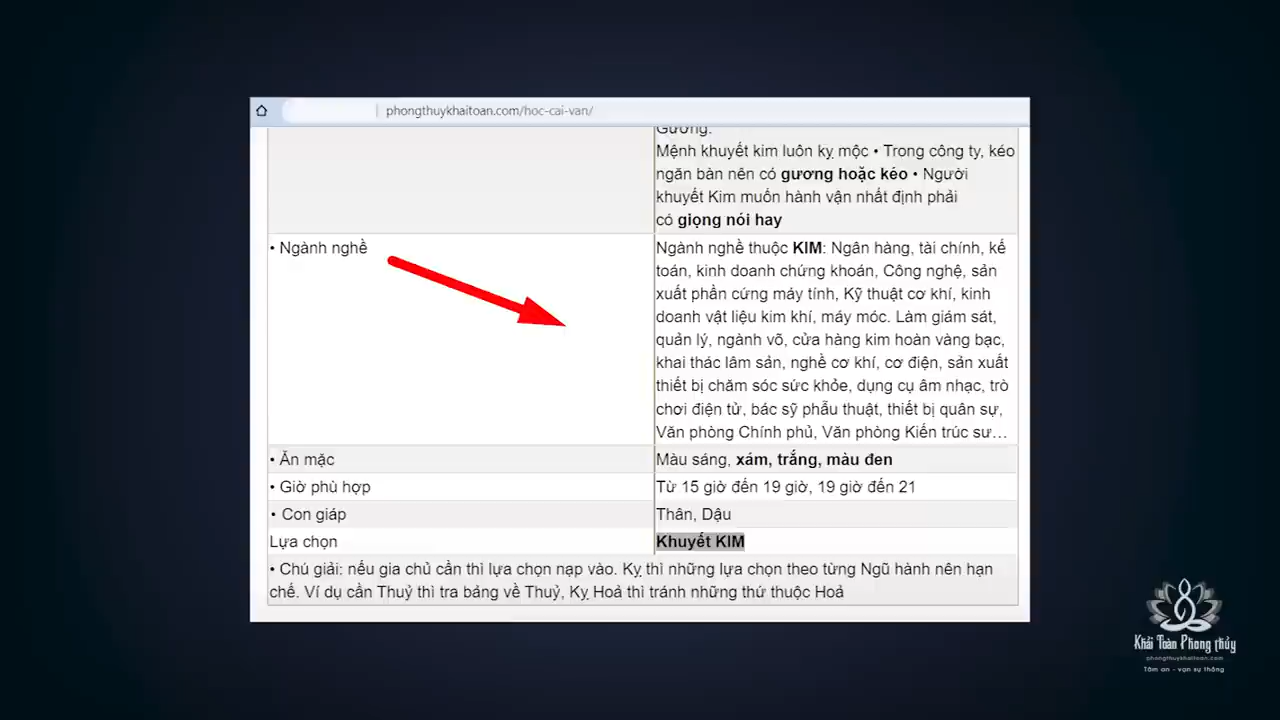 phongthuykhaitoan.com/hoc-cai-van/
Gương.
Mệnh khuyết kim luôn kỵ mộc • Trong công ty, kéo
ngăn bàn nên có gương hoặc kéo • Người
khuyết Kim muốn hành vận nhất định phải
có giọng nói hay
• Ngành nghề
Ngành nghề thuộc KIM: Ngân hàng, tài chính, kế
toán, kinh doanh chứng khoán, Công nghệ, sản
xuất phần cứng máy tính, Kỹ thuật cơ khí, kinh
doanh vật liệu kim khí, máy móc. Làm giám sát,
quản lý, ngành võ, cửa hàng kim hoàn vàng bạc,
khai thác lâm sản, nghề cơ khí, cơ điện, sản xuất
thiết bị chăm sóc sức khỏe, dụng cụ âm nhạc, trò
chơi điện tử, bác sỹ phẫu thuật, thiết bị quân sự,
Văn phòng Chính phủ, Văn phòng Kiến trúc sư...
• Ăn mặc
Màu sáng, xám, trắng, màu đen
• Giờ phù hợp
Từ 15 giờ đến 19 giờ, 19 giờ đến 21
• Con giáp
Thân, Dậu
Lựa chọn
Khuyết KIM
• Chú giải: nếu gia chủ cần thì lựa chọn nạp vào. Kỵ thì những lựa chọn theo từng Ngũ hành nên hạn
chế. Ví dụ cần Thuỷ thì tra bảng về Thuỷ, Kỵ Hoả thì tránh những thứ thuộc Hoả
Khải Toàn Phong thủy
phongthuykhaitoan.com
Tâm an - vạn sự thông